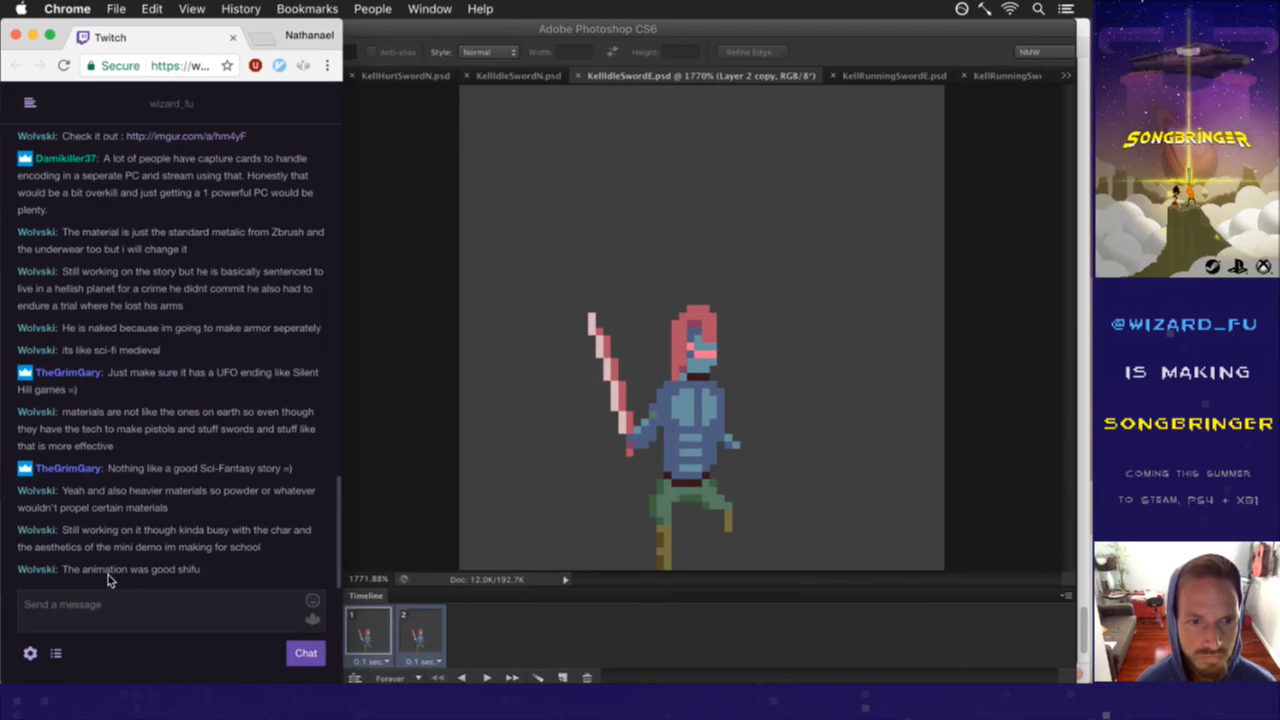 Chrome File Edit View History Bookmarks People Window Help
Twitch
Nathanael
Secure https://w...
wizard_fu
Wolvski: Check it out : http://imgur.com/a/hm4yF
Damikiller37: A lot of people have capture cards to handle
encoding in a seperate PC and stream using that. Honestly that
would be a bit overkill and just getting a 1 powerful PC would be
plenty.
Wolvski: The material is just the standard metalic from Zbrush and
the underwear too but i will change it
Wolvski: Still working on the story but he is basically sentenced to
live in a hellish planet for a crime he didnt commit he also had to
endure a trial where he lost his arms
Wolvski: He is naked because im going to make armor seperately
Wolvski: its like sci-fi medieval
TheGrimGary: Just make sure it has a UFO ending like Silent
Hill games =)
Wolvski: materials are not like the ones on earth so even though
they have the tech to make pistols and stuff swords and stuff like
that is more effective
TheGrimGary: Nothing like a good Sci-Fantasy story =)
Wolvski: Yeah and also heavier materials so powder or whatever
wouldn't propel certain materials
Wolvski: Still working on it though kinda busy with the char and
the aesthetics of the mini demo im making for school
Wolvski: The animation was good shifu
Send a message
Chat
Adobe Photoshop CS6
Anti-alias Style: Normal Width: Height: Refine Edge... NMW
KellHurtSwordN.psd KellIdleSwordN.psd KellIdleSwordE.psd @ 1770% (Layer 2 copy, RGB/8*) KellRunningSwordE.psd KellRunningSw
1771.88% Doc: 12.0K/192.7K
Timeline
1 2
0.1 sec. 0.1 sec.
Forever
SONGBRINGER
@WIZARD_FU
IS MAKING
SONGBRINGER
COMING THIS SUMMER
TO STEAM, PS4 + XB1